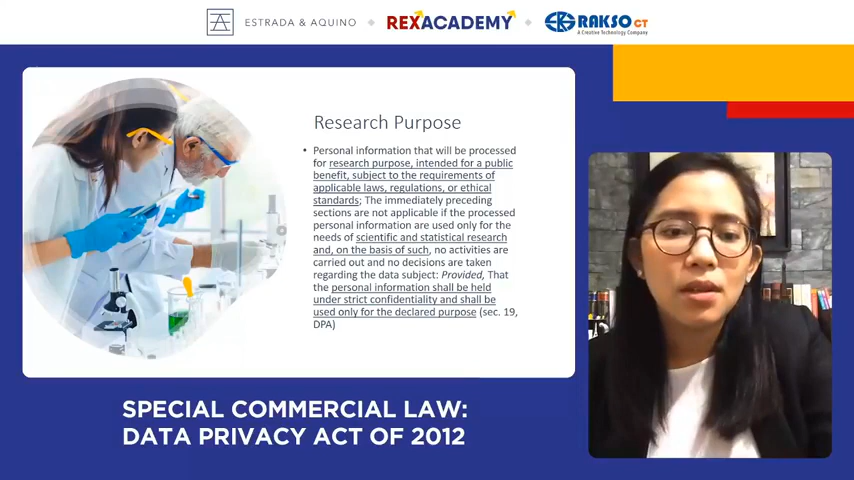 ESTRADA & AQUINO
REXACADEMY
RAKSO CT
A Creative Technology Company
Research Purpose
• Personal information that will be processed
for research purpose, intended for a public
benefit, subject to the requirements of
applicable laws, regulations, or ethical
standards; The immediately preceding
sections are not applicable if the processed
personal information are used only for the
needs of scientific and statistical research
and, on the basis of such, no activities are
carried out and no decisions are taken
regarding the data subject: Provided, That
the personal information shall be held
under strict confidentiality and shall be
used only for the declared purpose (sec. 19,
DPA)
SPECIAL COMMERCIAL LAW:
DATA PRIVACY ACT OF 2012